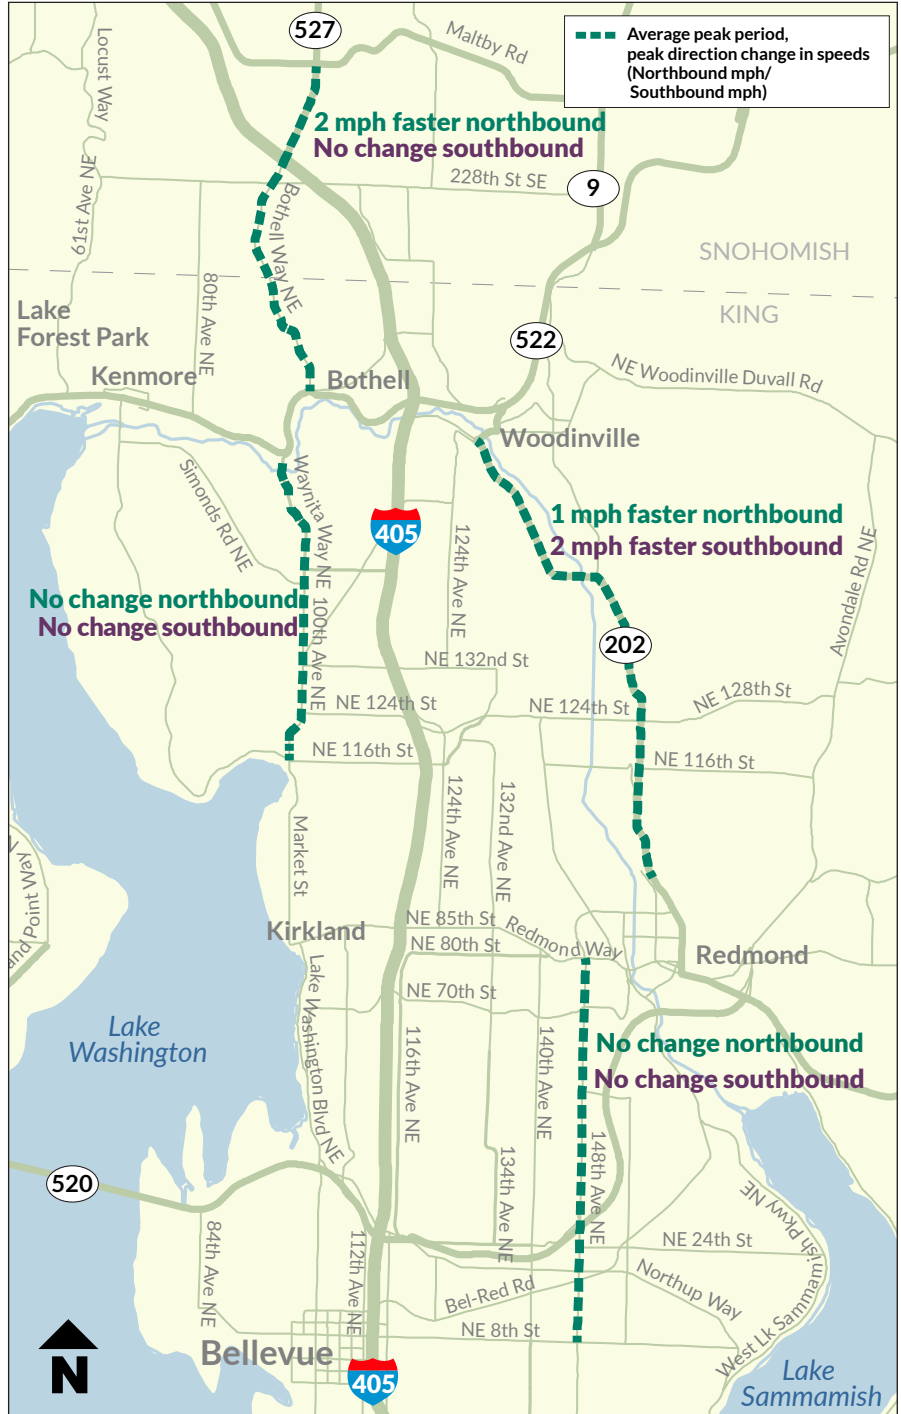 527
Maltby Rd
Locust Way
Average peak period,
peak direction change in speeds
(Northbound mph/
Southbound mph)
2 mph faster northbound
No change southbound
61st Ave NE
228th St SE
9
Bothell Way NE
SNOHOMISH
KING
80th Ave NE
Lake
Forest Park
522
Kenmore
Bothell
NE Woodinville Duvall Rd
Woodinville
Simonds Rd NE
Waynita Way NE
405
1 mph faster northbound
2 mph faster southbound
124th Ave NE
Avondale Rd NE
No change northbound
No change southbound
100th Ave NE
202
NE 132nd St
NE 124th St
NE 124th St
NE 128th St
NE 116th St
NE 116th St
124th Ave NE
132nd Ave NE
Market St
Point Way N
NE 85th St
Redmond Way
Kirkland
NE 80th St
Redmond
Lake Washington Blvd NE
NE 70th St
Lake
Washington
116th Ave NE
140th Ave NE
No change northbound
No change southbound
134th Ave NE
148th Ave NE
520
West Lk Sammamish Pkwy NE
84th Ave NE
112th Ave NE
NE 24th St
Bel-Red Rd
Northup Way
NE 8th St
Bellevue
N
405
Lake
Sammamish